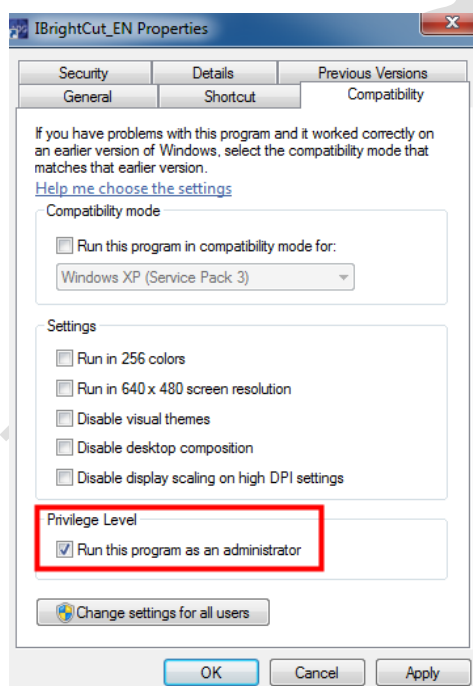 IBrightCut_EN Properties
Security Details Previous Versions
General Shortcut Compatibility
If you have problems with this program and it worked correctly on
an earlier version of Windows, select the compatibility mode that
matches that earlier version.
Help me choose the settings
Compatibility mode
Run this program in compatibility mode for:
Windows XP (Service Pack 3)
Settings
Run in 256 colors
Run in 640 x 480 screen resolution
Disable visual themes
Disable desktop composition
Disable display scaling on high DPI settings
Privilege Level
Run this program as an administrator
Change settings for all users
OK Cancel Apply